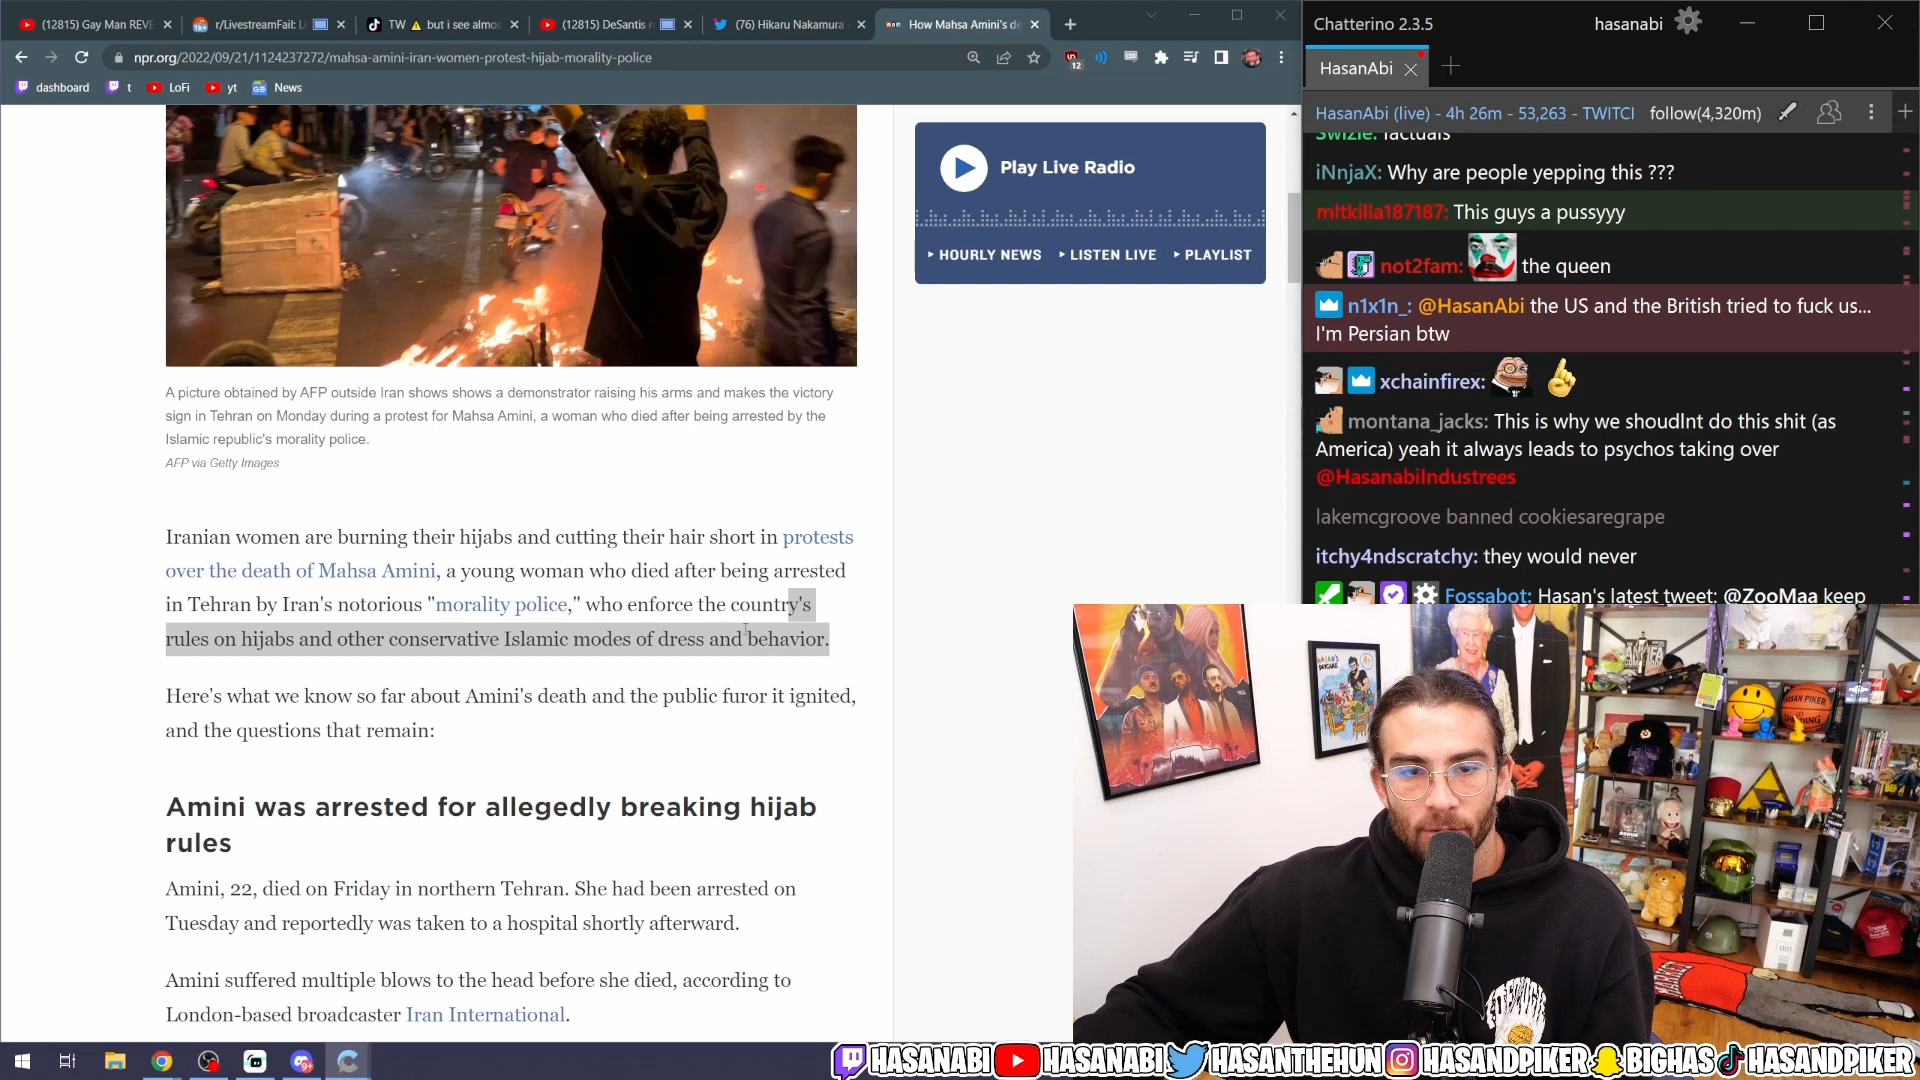 (12815) Gay Man REVE
r/LivestreamFail: Li
TW ⚠ but i see almos
(12815) DeSantis r
(76) Hikaru Nakamura
How Mahsa Amini's de
npr.org/2022/09/21/1124237272/mahsa-amini-iran-women-protest-hijab-morality-police
12
dashboard
t
LoFi
yt
News
Play Live Radio
HOURLY NEWS
LISTEN LIVE
PLAYLIST
A picture obtained by AFP outside Iran shows shows a demonstrator raising his arms and makes the victory
sign in Tehran on Monday during a protest for Mahsa Amini, a woman who died after being arrested by the
Islamic republic's morality police.
AFP via Getty Images
Iranian women are burning their hijabs and cutting their hair short in protests
over the death of Mahsa Amini, a young woman who died after being arrested
in Tehran by Iran's notorious "morality police," who enforce the country's
rules on hijabs and other conservative Islamic modes of dress and behavior.
Here's what we know so far about Amini's death and the public furor it ignited,
and the questions that remain:
Amini was arrested for allegedly breaking hijab
rules
Amini, 22, died on Friday in northern Tehran. She had been arrested on
Tuesday and reportedly was taken to a hospital shortly afterward.
Amini suffered multiple blows to the head before she died, according to
London-based broadcaster Iran International.
Chatterino 2.3.5
hasanabi
HasanAbi
HasanAbi (live) - 4h 26m - 53,263 - TWITCI
follow(4,320m)
Swizle: factuals
iNnjaX: Why are people yepping this ???
mltkilla187187: This guys a pussyyy
not2fam: the queen
n1x1n_: @HasanAbi the US and the British tried to fuck us...
I'm Persian btw
xchainfirex:
montana_jacks: This is why we shoudlnt do this shit (as
America) yeah it always leads to psychos taking over
@HasanabiIndustrees
lakemcgroove banned cookiesaregrape
itchy4ndscratchy: they would never
Fossabot: Hasan's latest tweet: @ZooMaa keep
HASAN PIKER
SPALDING
HASANABI
HASANABI
HASANTHEHUN
HASANDPIKER
BIGHAS
HASANDPIKER